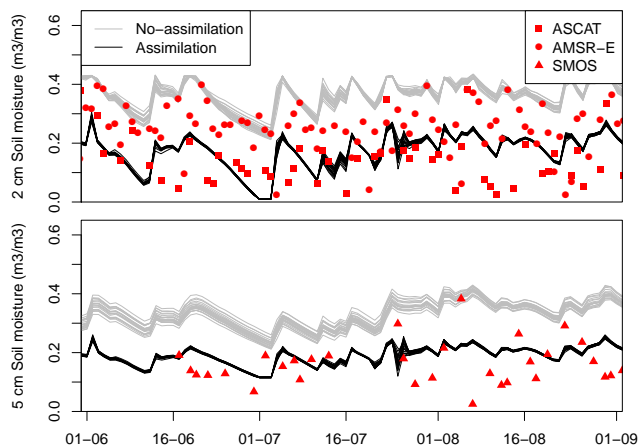 No−assimilation
Assimilation
ASCAT
AMSR−E
SMOS
2 cm Soil moisture (m3/m3)
0.6
0.4
0.2
0.0
5 cm Soil moisture (m3/m3)
0.6
0.4
0.2
0.0
01−06 16−06 01−07 16−07 01−08 16−08 01−09